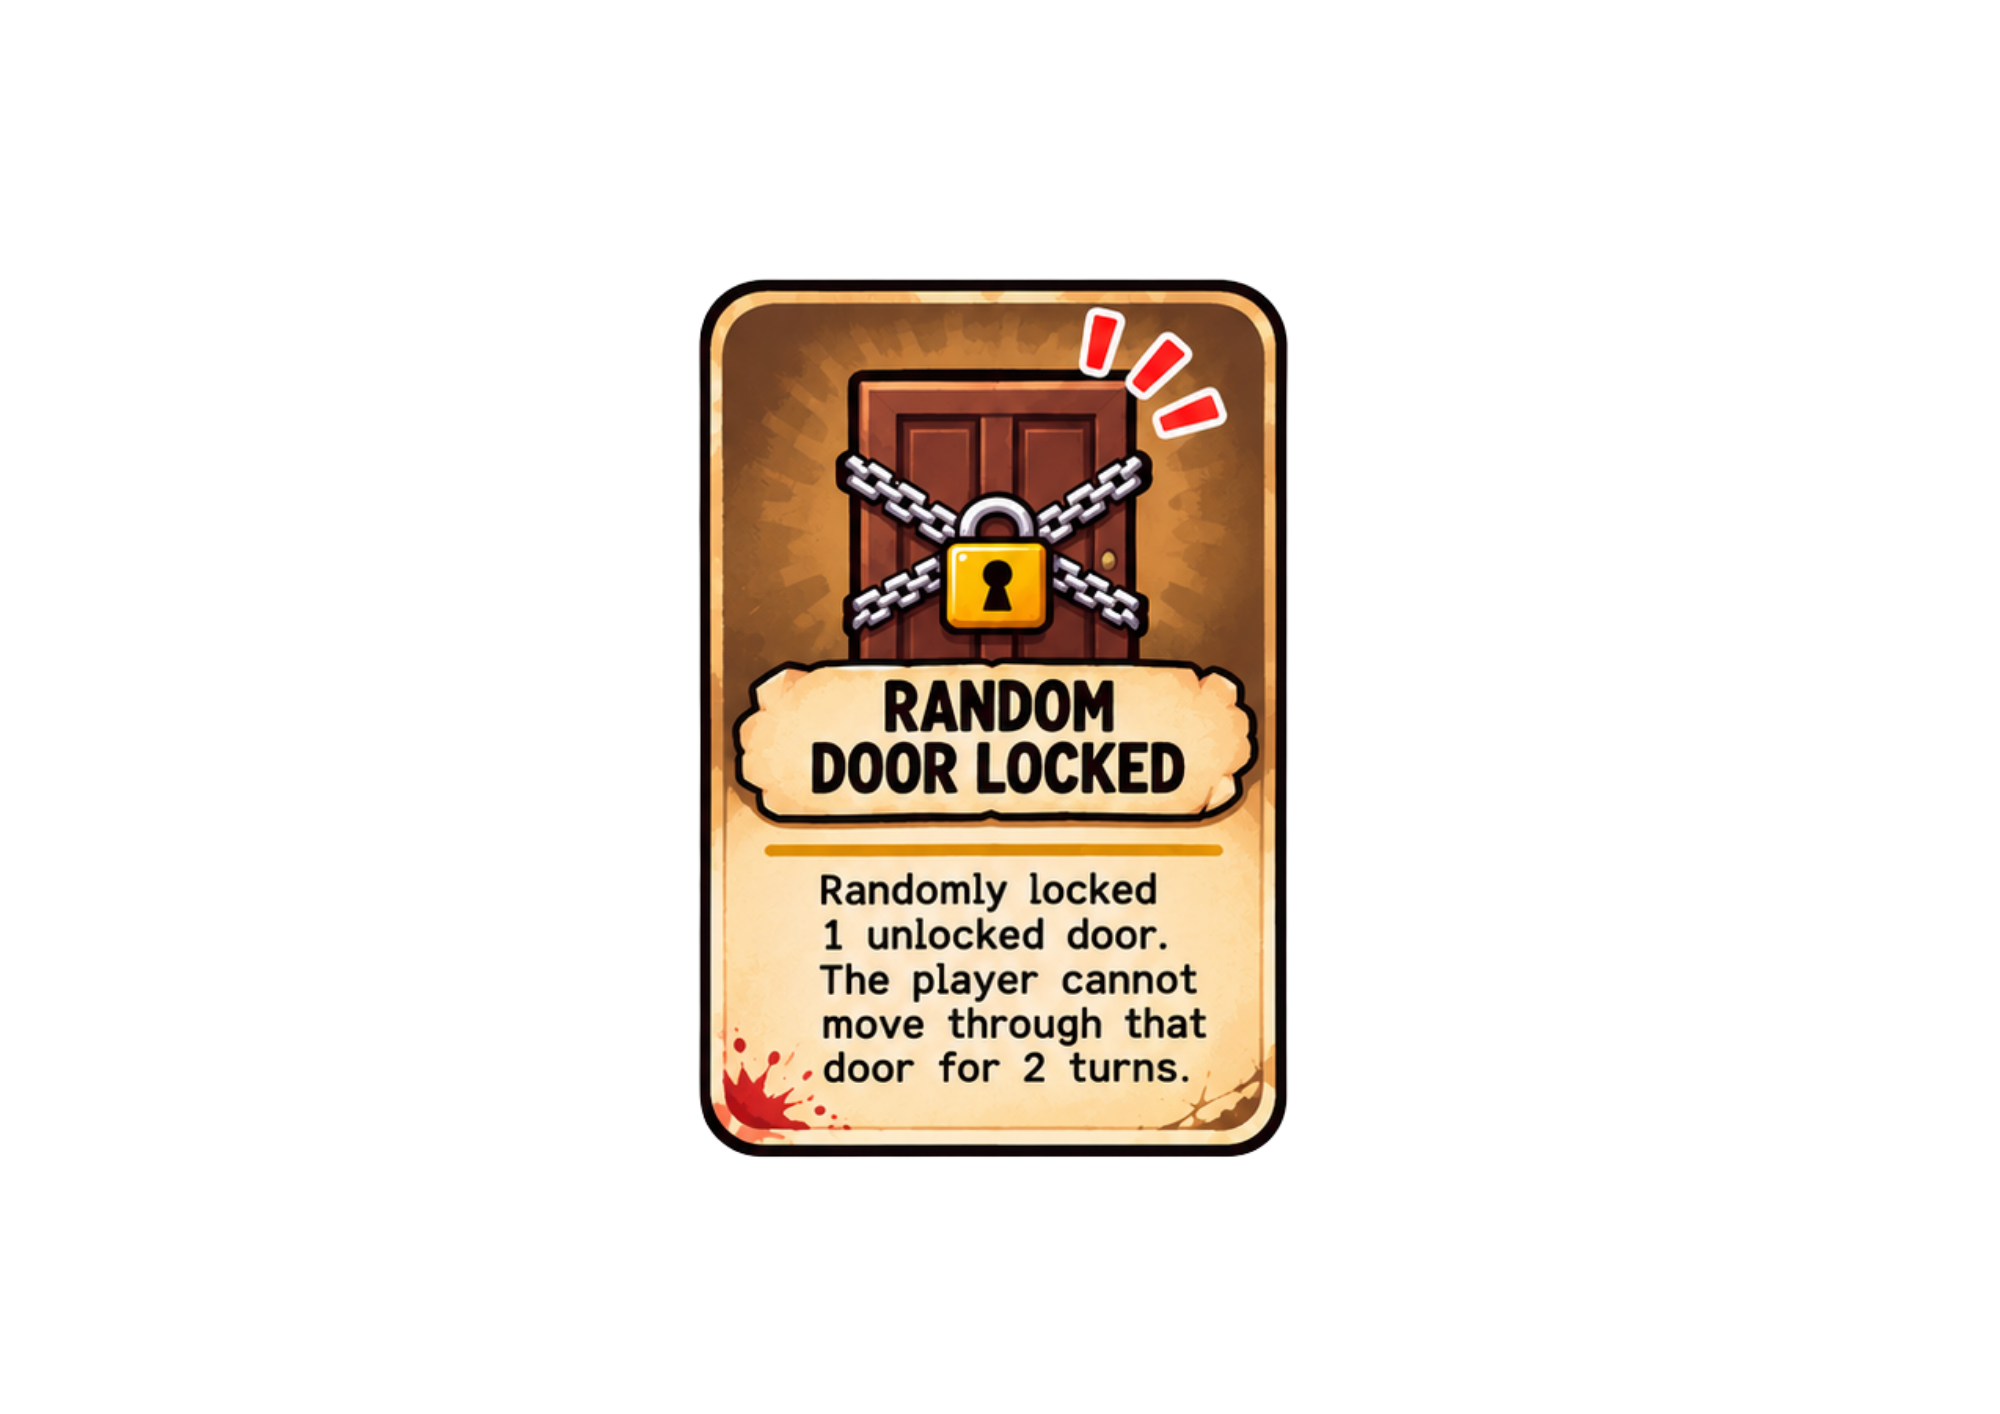 RANDOM
DOOR LOCKED
Randomly locked
1 unlocked door.
The player cannot
move through that
door for 2 turns.